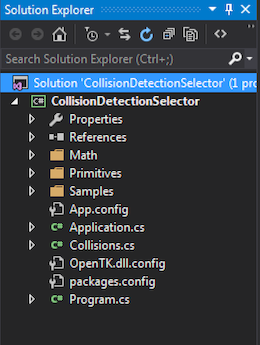 Solution Explorer
Search Solution Explorer (Ctrl+;)
Solution 'CollisionDetectionSelector' (1 pro
C# CollisionDetectionSelector
Properties
References
Math
Primitives
Samples
App.config
C# Application.cs
C# Collisions.cs
OpenTK.dll.config
packages.config
C# Program.cs